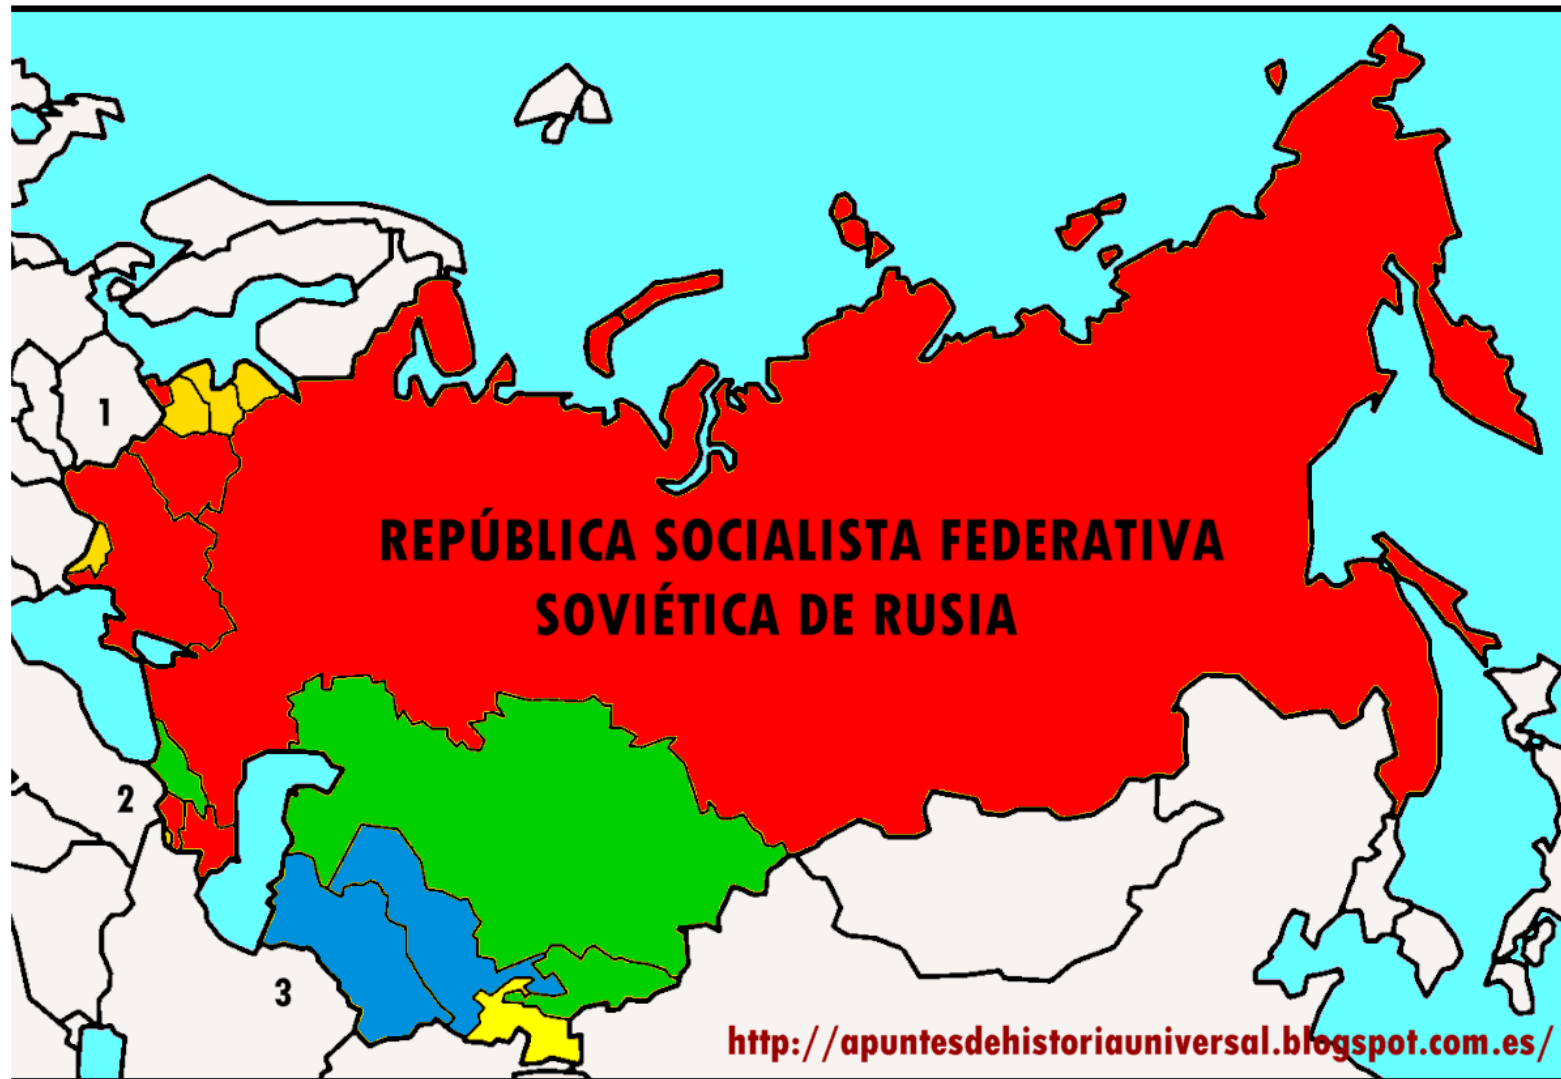 1
REPÚBLICA SOCIALISTA FEDERATIVA
SOVIÉTICA DE RUSIA
2
3
http://apuntesdehistoriauniversal.blogspot.com.es/